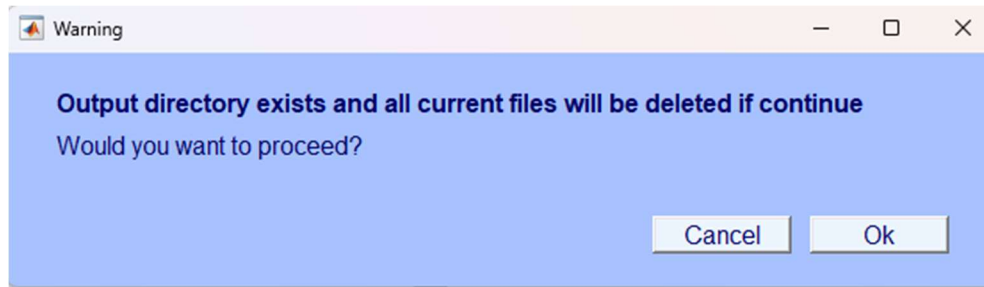 Warning
Output directory exists and all current files will be deleted if continue
Would you want to proceed?
Cancel Ok